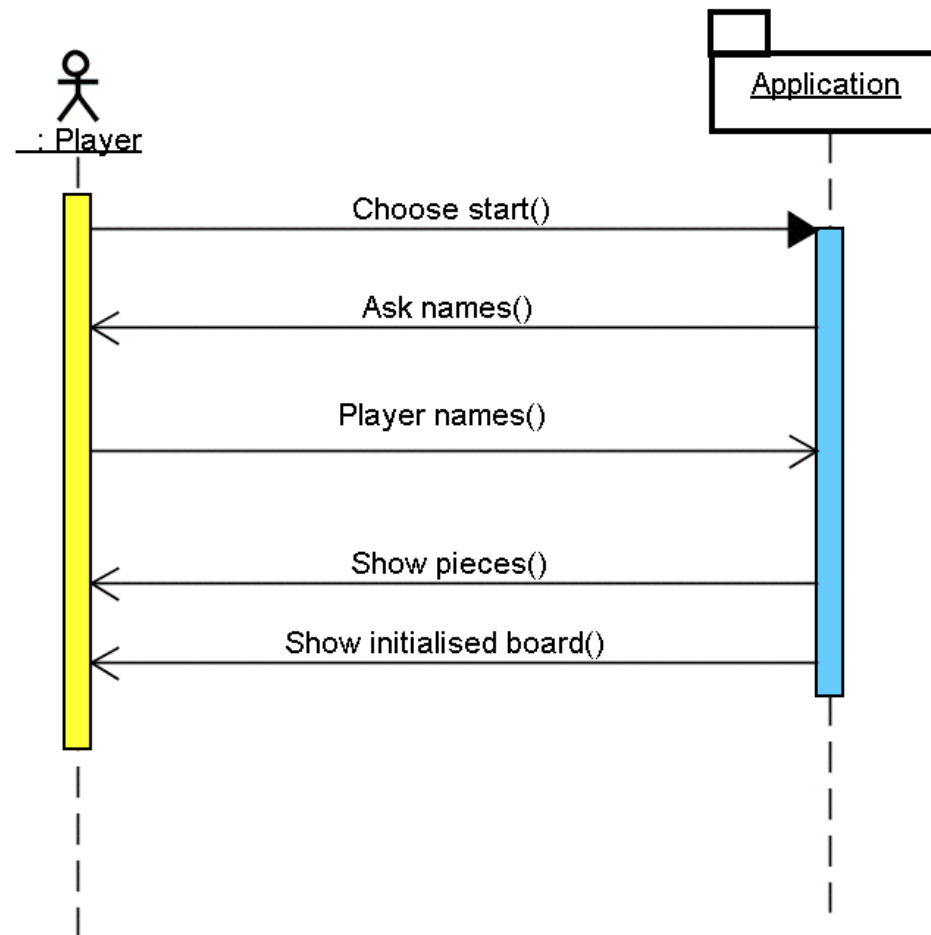 Application
: Player
Choose start()
Ask names()
Player names()
Show pieces()
Show initialised board()